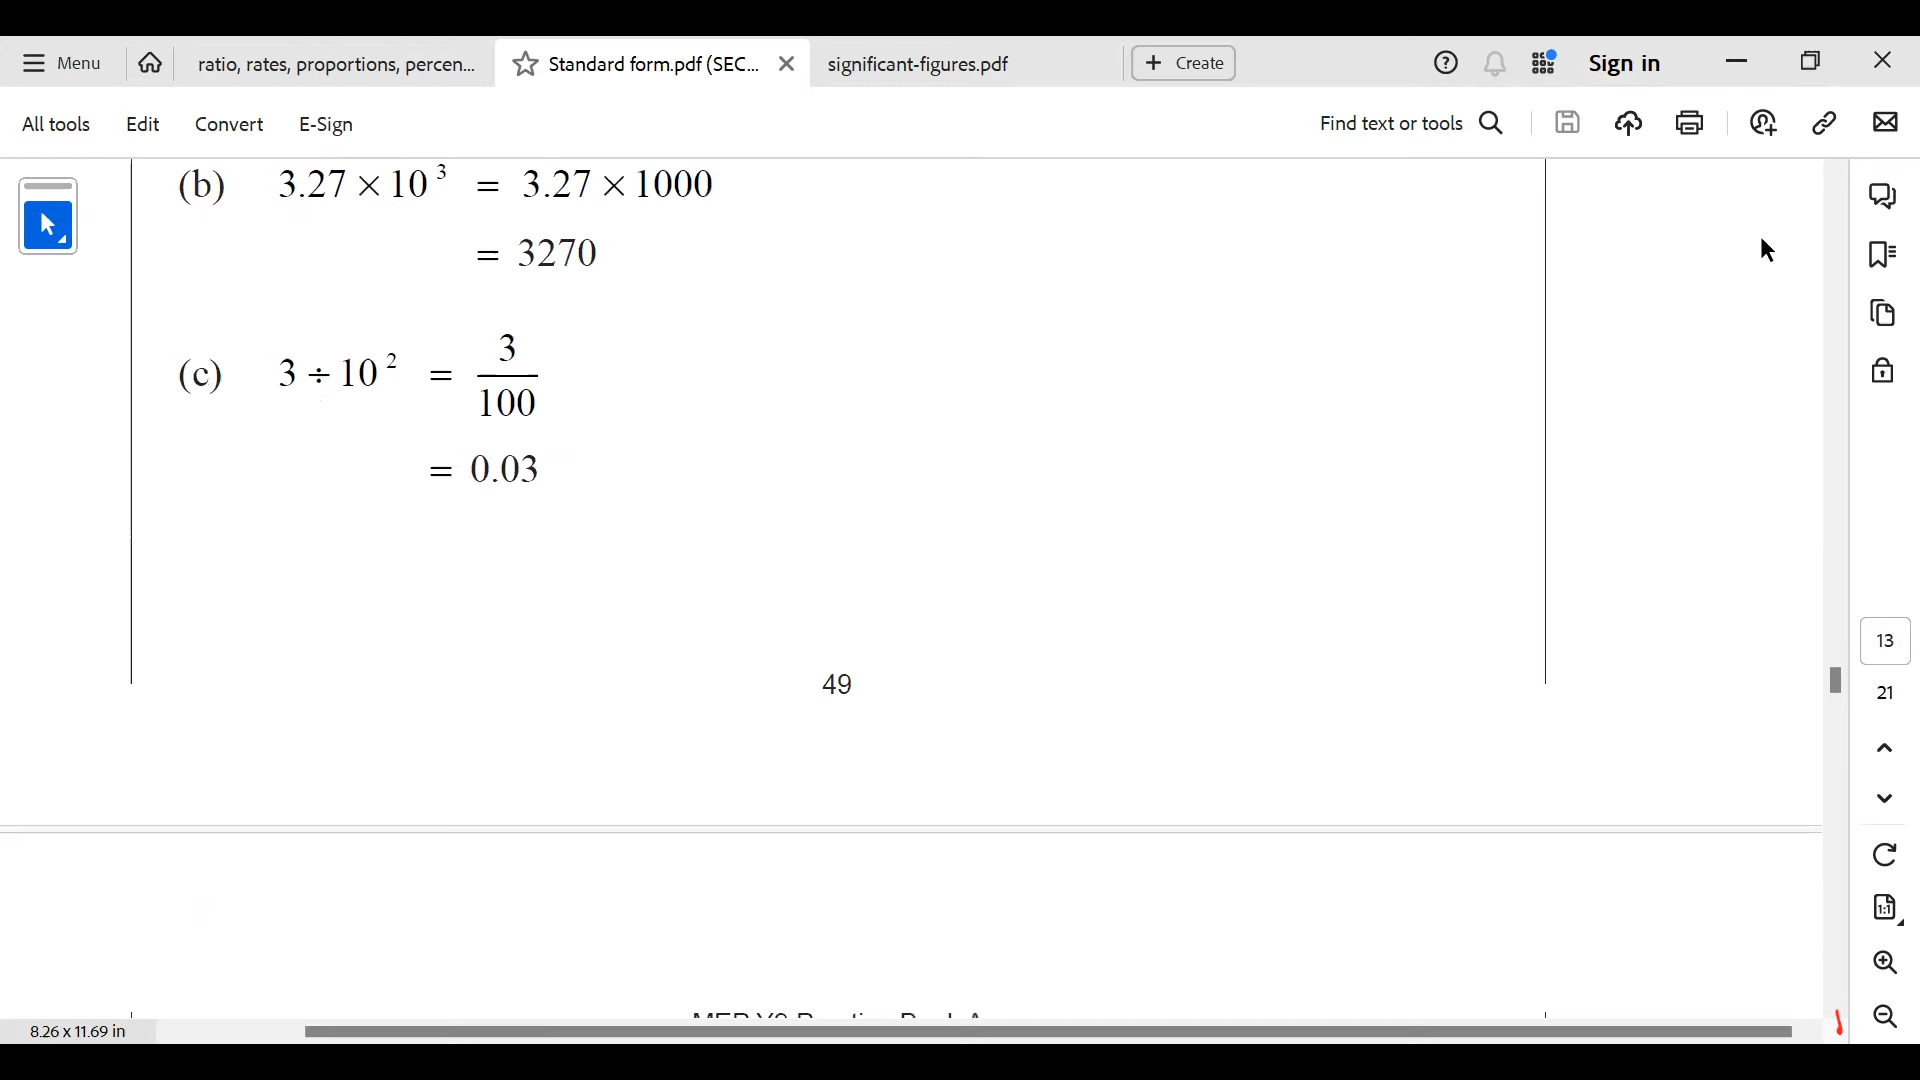 Menu
ratio, rates, proportions, percen...
Standard form.pdf (SEC...
significant-figures.pdf
+ Create
Sign in
All tools
Edit
Convert
E-Sign
Find text or tools
(b) 3.27 × 10³ = 3.27 × 1000
= 3270
(c) 3 ÷ 10² = 3/100
= 0.03
49
13
21
1:1
8.26 x 11.69 in